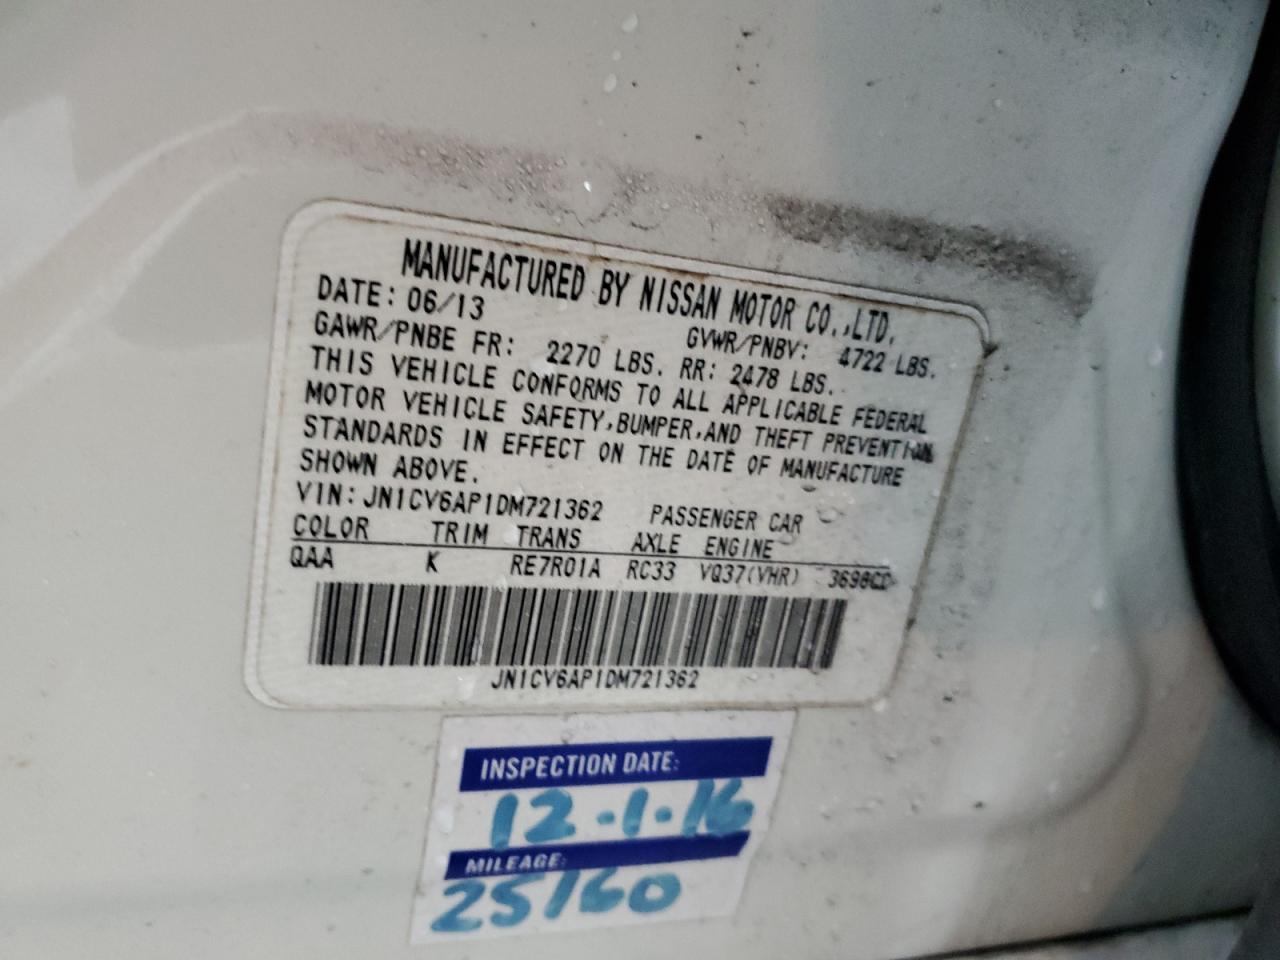 MANUFACTURED BY NISSAN MOTOR CO.,LTD.
DATE: 06/13 GVWR/PNBV: 4722 LBS.
GAWR/PNBE FR: 2270 LBS. RR: 2478 LBS.
THIS VEHICLE CONFORMS TO ALL APPLICABLE FEDERAL
MOTOR VEHICLE SAFETY,BUMPER,AND THEFT PREVENTION
STANDARDS IN EFFECT ON THE DATE OF MANUFACTURE
SHOWN ABOVE.
VIN: JN1CV6AP1DM721362 PASSENGER CAR
COLOR TRIM TRANS AXLE ENGINE
QAA K RE7R01A RC33 VQ37(VHR) 3696CC
JN1CV6AP1DM721362
INSPECTION DATE:
12.1.16
MILEAGE:
25160